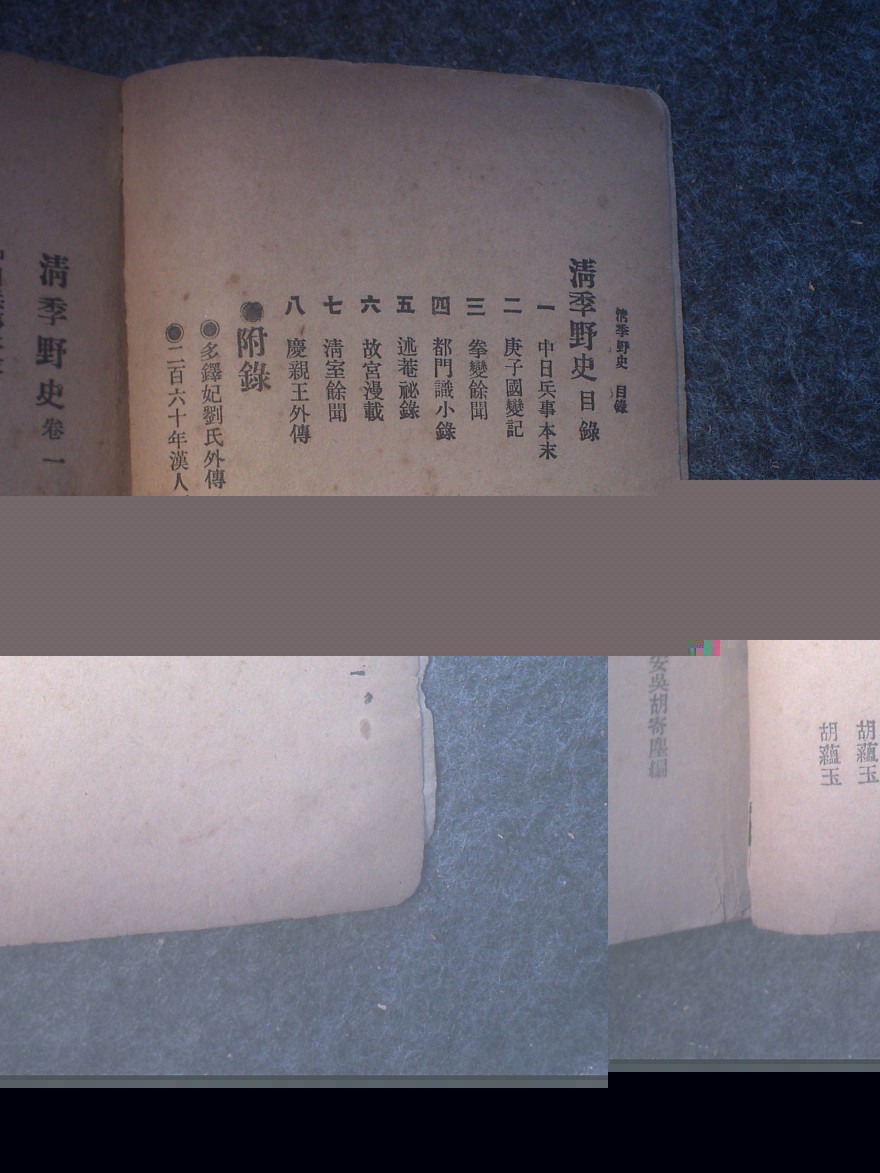 清季野史 目錄
清季野史目錄
一 中日兵事本末
二 庚子國變記
三 拳變餘聞
四 都門識小錄
五 述菴祕錄
六 故宮漫載
七 清室餘聞
八 慶親王外傳
●附錄
◉多鐸妃劉氏外傳
◉二百六十年漢人
清季野史卷一
一
胡蘊玉
胡蘊玉
安吳胡寄塵編